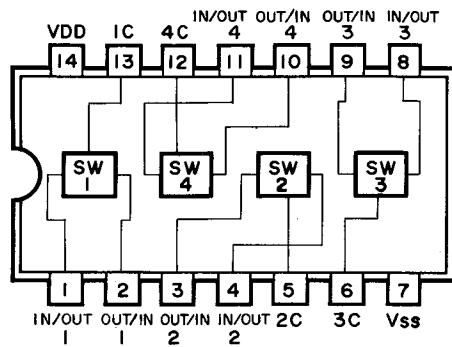 IN/OUT OUT/IN OUT/IN IN/OUT
VDD 1C 4C 4 4 3 3
14 13 12 11 10 9 8
SW SW SW SW
1 4 2 3
1 2 3 4 5 6 7
IN/OUT OUT/IN OUT/IN IN/OUT 2C 3C Vss
1 1 2 2